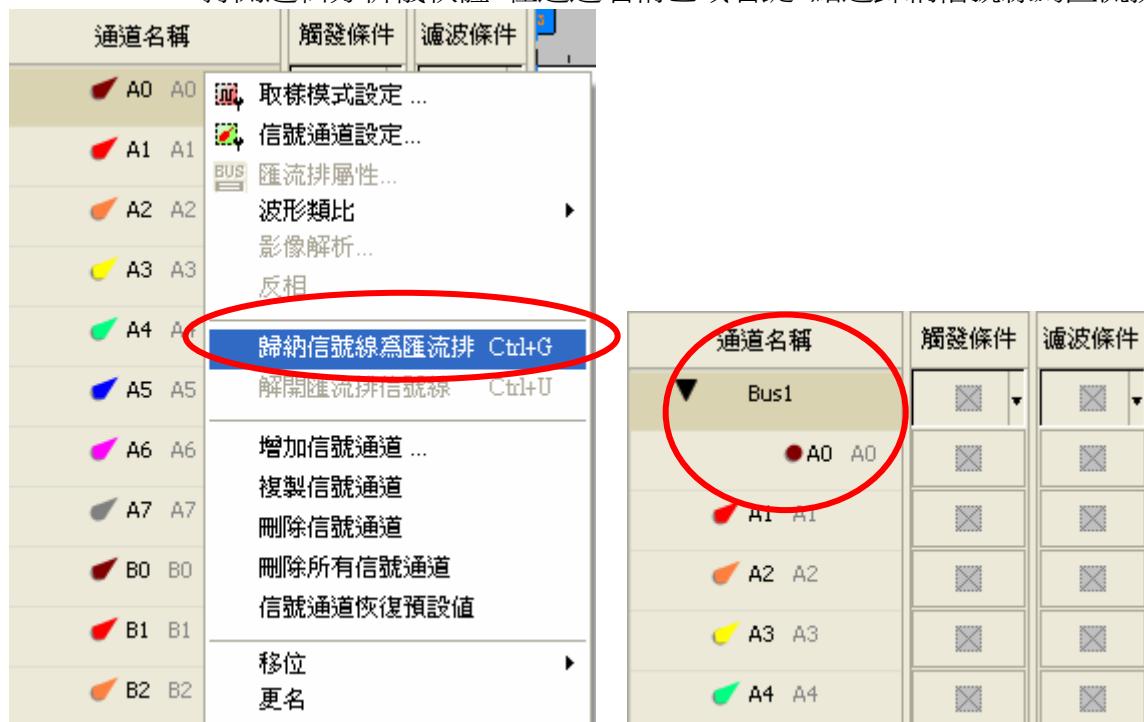 通道名稱 觸發條件 濾波條件
A0 A0
A1 A1
A2 A2
A3 A3
A4
A5 A5
A6 A6
A7 A7
B0 B0
B1 B1
B2 B2
取樣模式設定 ...
信號通道設定...
BUS 匯流排屬性...
波形類比
影像解析...
反相
歸納信號線為匯流排 Ctrl+G
解開匯流排信號線 Ctrl+U
增加信號通道 ...
複製信號通道
刪除信號通道
刪除所有信號通道
信號通道恢復預設值
移位
更名
通道名稱 觸發條件 濾波條件
Bus1
A0 A0
A1 A1
A2 A2
A3 A3
A4 A4